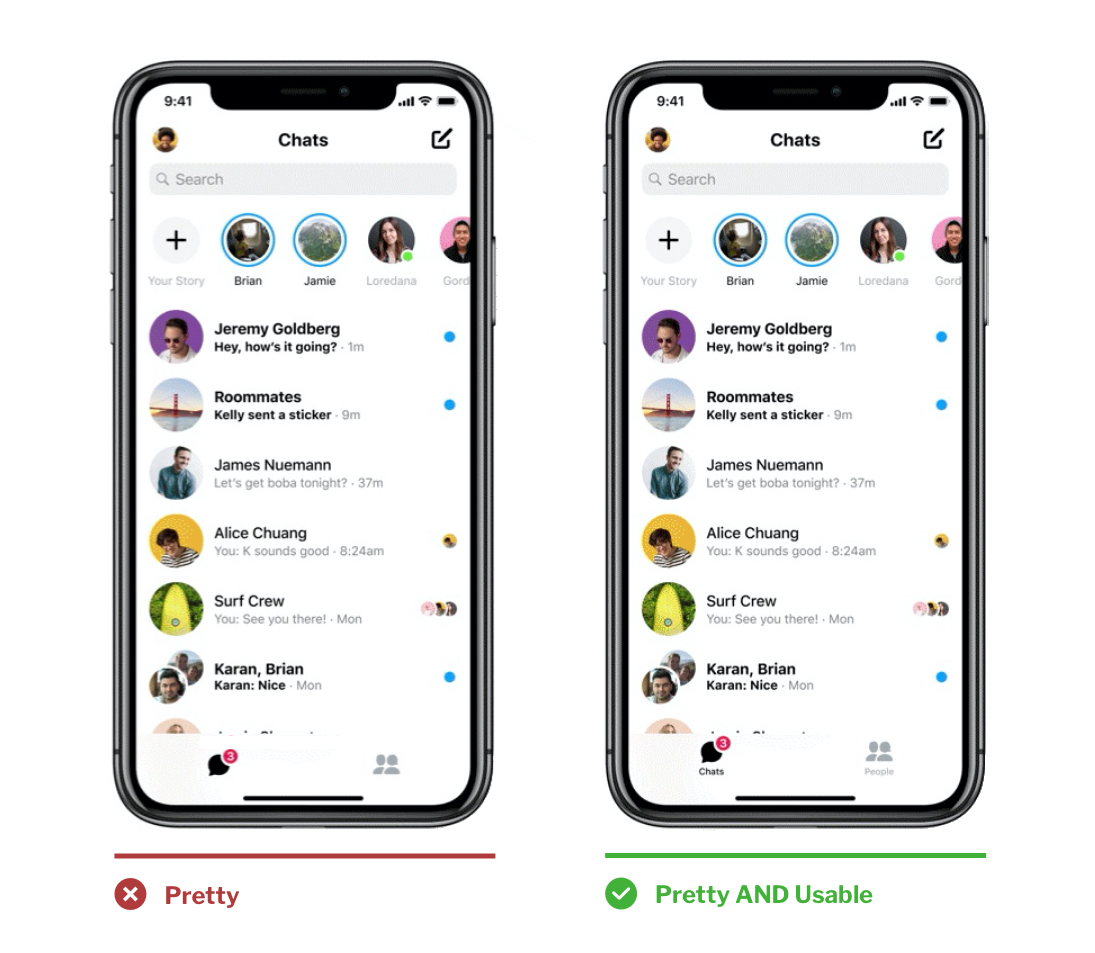 9:41
Chats
Search
Your Story Brian Jamie Loredana Gord
Jeremy Goldberg
Hey, how's it going? · 1m
Roommates
Kelly sent a sticker · 9m
James Nuemann
Let's get boba tonight? · 37m
Alice Chuang
You: K sounds good · 8:24am
Surf Crew
You: See you there! · Mon
Karan, Brian
Karan: Nice · Mon
3
Pretty
9:41
Chats
Search
Your Story Brian Jamie Loredana Gord
Jeremy Goldberg
Hey, how's it going? · 1m
Roommates
Kelly sent a sticker · 9m
James Nuemann
Let's get boba tonight? · 37m
Alice Chuang
You: K sounds good · 8:24am
Surf Crew
You: See you there! · Mon
Karan, Brian
Karan: Nice · Mon
3
Chats People
Pretty AND Usable